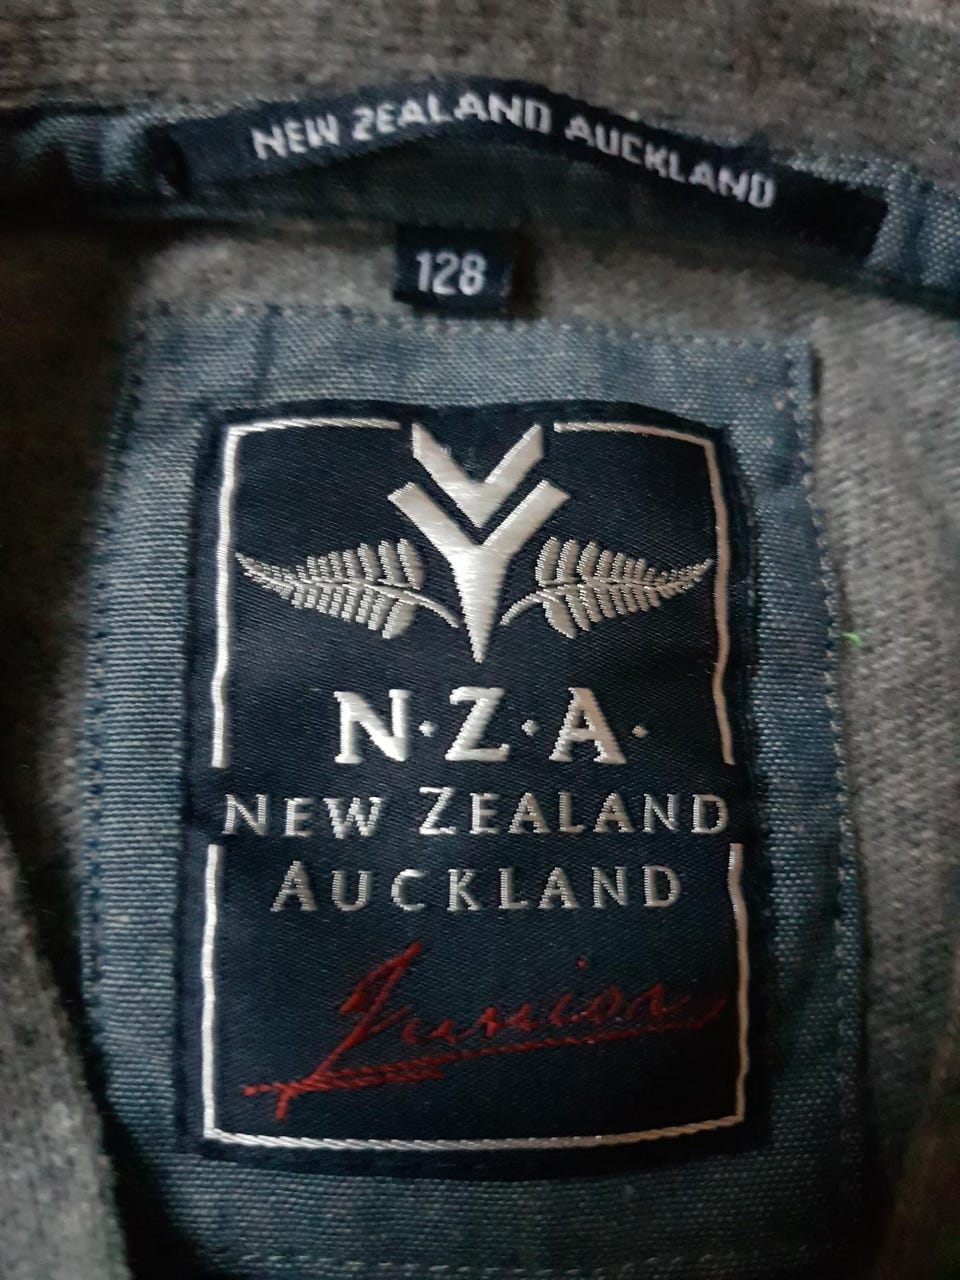 NEW ZEALAND AUCKLAND
128
N·Z·A·
NEW ZEALAND
AUCKLAND
Junior